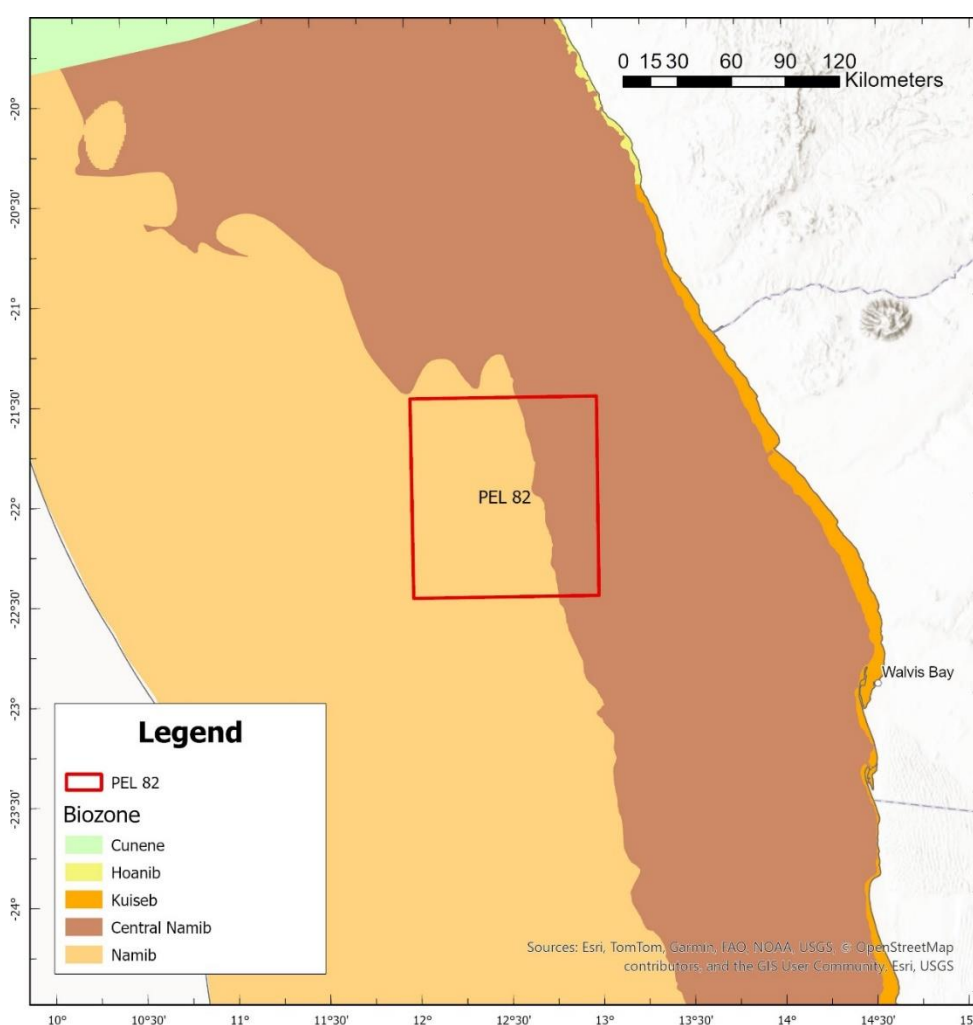 0 15 30 60 90 120
Kilometers
-20°
-20°30'
-21°
-21°30'
-22°
-22°30'
-23°
-23°30'
-24°
PEL 82
Walvis Bay
Legend
PEL 82
Biozone
Cunene
Hoanib
Kuiseb
Central Namib
Namib
Sources: Esri, TomTom, Garmin, FAO, NOAA, USGS, © OpenStreetMap
contributors, and the GIS User Community, Esri, USGS
10° 10°30' 11° 11°30' 12° 12°30' 13° 13°30' 14° 14°30' 15